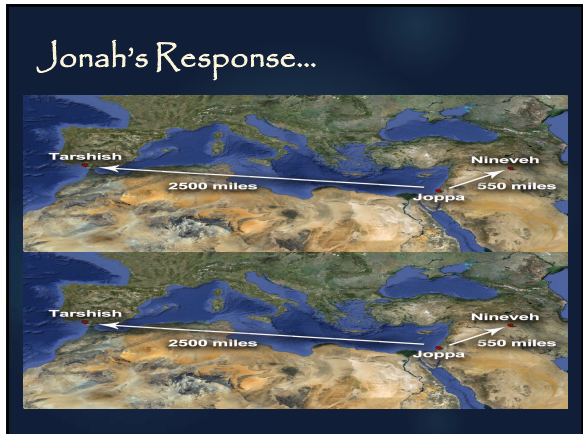 Jonah's Response...
Tarshish
Nineveh
2500 miles
550 miles
Joppa
Tarshish
Nineveh
2500 miles
550 miles
Joppa